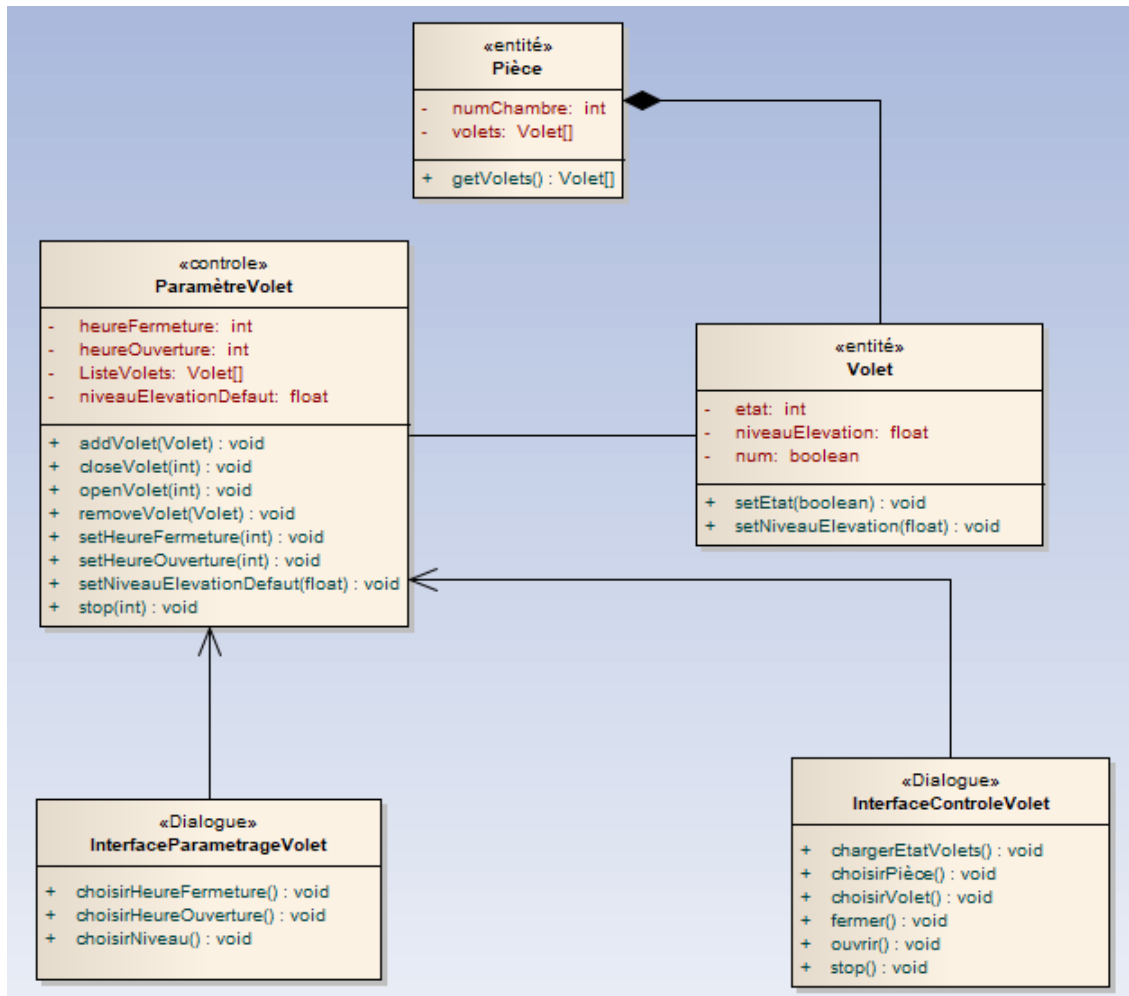 «entité»
Pièce
- numChambre: int
- volets: Volet[]
+ getVolets() : Volet[]
«controle»
ParamètreVolet
- heureFermeture: int
- heureOuverture: int
- ListeVolets: Volet[]
- niveauElevationDefaut: float
+ addVolet(Volet) : void
+ closeVolet(int) : void
+ openVolet(int) : void
+ removeVolet(Volet) : void
+ setHeureFermeture(int) : void
+ setHeureOuverture(int) : void
+ setNiveauElevationDefaut(float) : void
+ stop(int) : void
«entité»
Volet
- etat: int
- niveauElevation: float
- num: boolean
+ setEtat(boolean) : void
+ setNiveauElevation(float) : void
«Dialogue»
InterfaceParametrageVolet
+ choisirHeureFermeture() : void
+ choisirHeureOuverture() : void
+ choisirNiveau() : void
«Dialogue»
InterfaceControleVolet
+ chargerEtatVolets() : void
+ choisirPièce() : void
+ choisirVolet() : void
+ fermer() : void
+ ouvrir() : void
+ stop() : void